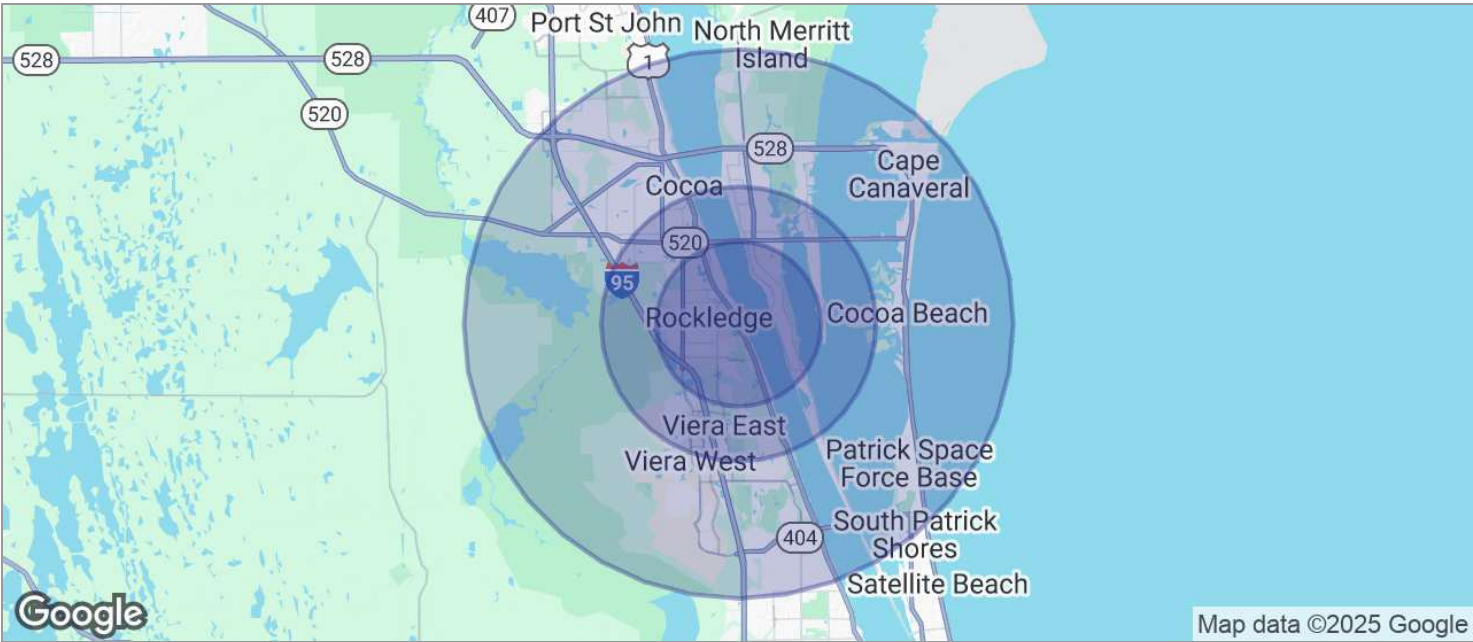 407
Port St John
North Merritt
Island
528
528
1
520
528
Cape
Canaveral
Cocoa
520
95
Rockledge
Cocoa Beach
Viera East
Viera West
Patrick Space
Force Base
South Patrick
Shores
404
Satellite Beach
Google
Map data ©2025 Google